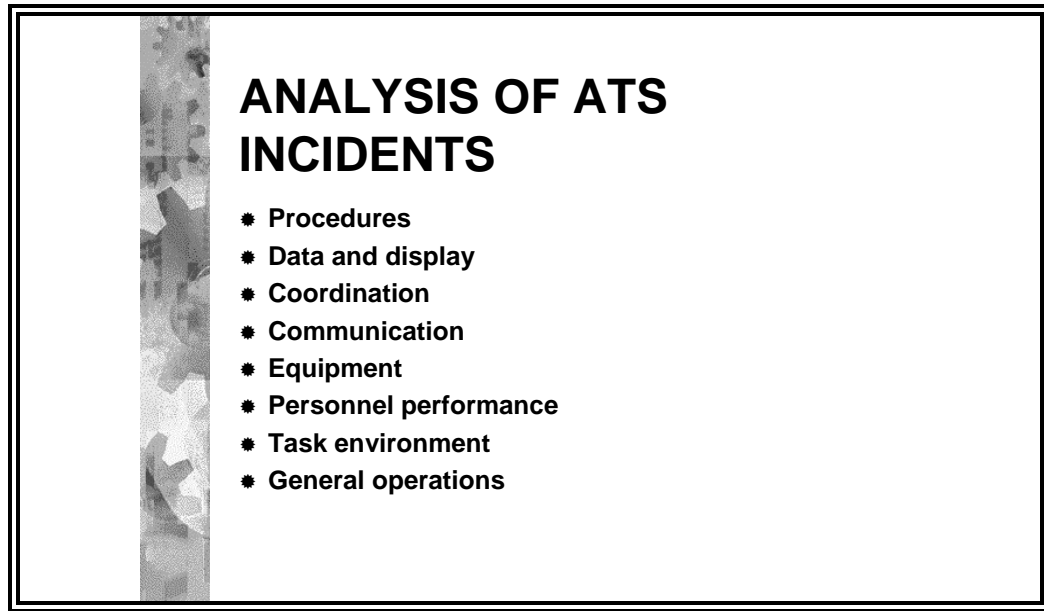 ANALYSIS OF ATS
INCIDENTS
Procedures
Data and display
Coordination
Communication
Equipment
Personnel performance
Task environment
General operations